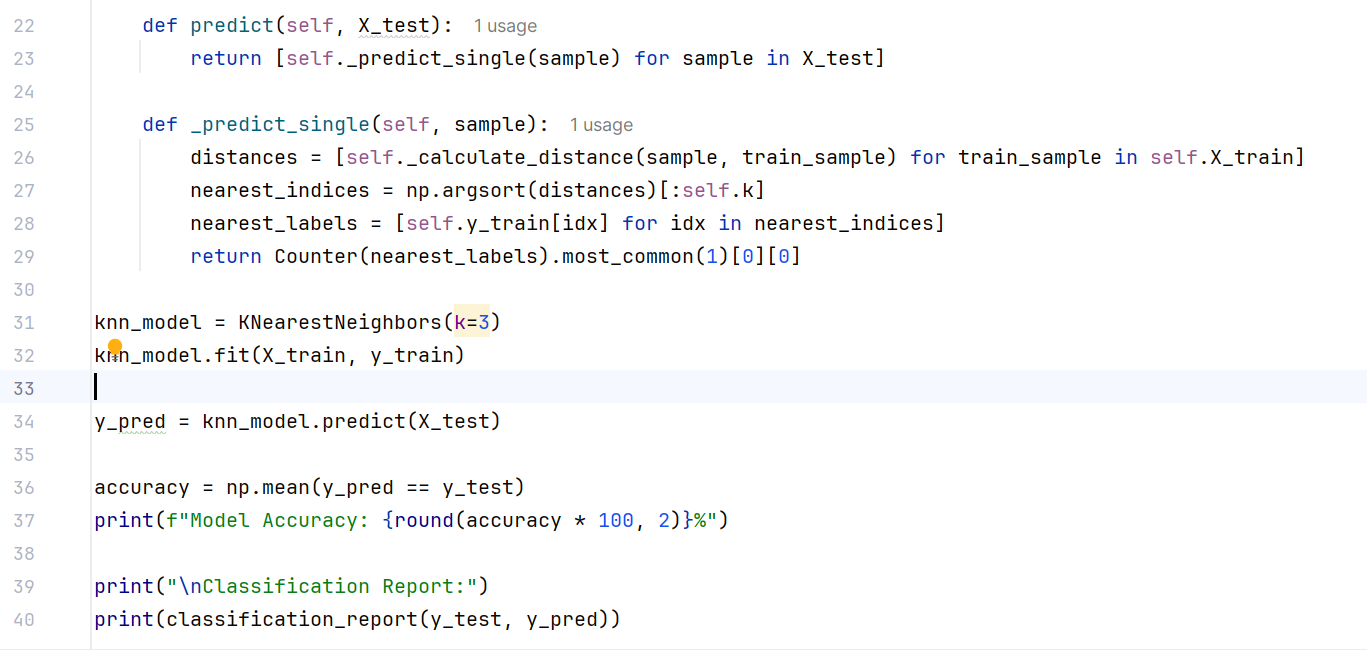 22 def predict(self, X_test): 1 usage
23 return [self._predict_single(sample) for sample in X_test]
24
25 def _predict_single(self, sample): 1 usage
26 distances = [self._calculate_distance(sample, train_sample) for train_sample in self.X_train]
27 nearest_indices = np.argsort(distances)[:self.k]
28 nearest_labels = [self.y_train[idx] for idx in nearest_indices]
29 return Counter(nearest_labels).most_common(1)[0][0]
30
31 knn_model = KNearestNeighbors(k=3)
32 knn_model.fit(X_train, y_train)
33
34 y_pred = knn_model.predict(X_test)
35
36 accuracy = np.mean(y_pred == y_test)
37 print(f"Model Accuracy: {round(accuracy * 100, 2)}%")
38
39 print("\nClassification Report:")
40 print(classification_report(y_test, y_pred))